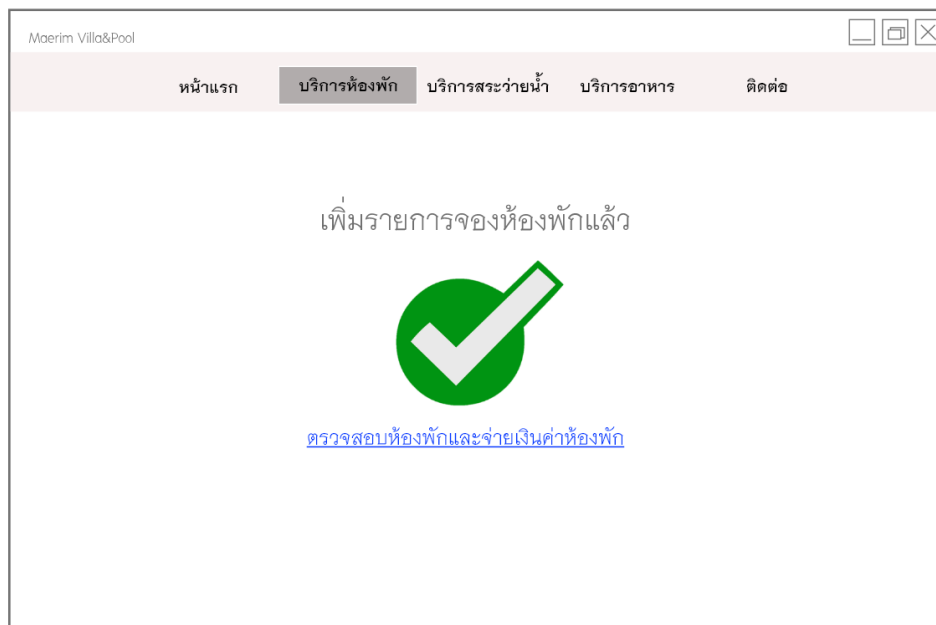 Maerim Villa&Pool
หน้าแรก บริการห้องพัก บริการสระว่ายน้ำ บริการอาหาร ติดต่อ
เพิ่มรายการจองห้องพักแล้ว
ตรวจสอบห้องพักและจ่ายเงินค่าห้องพัก